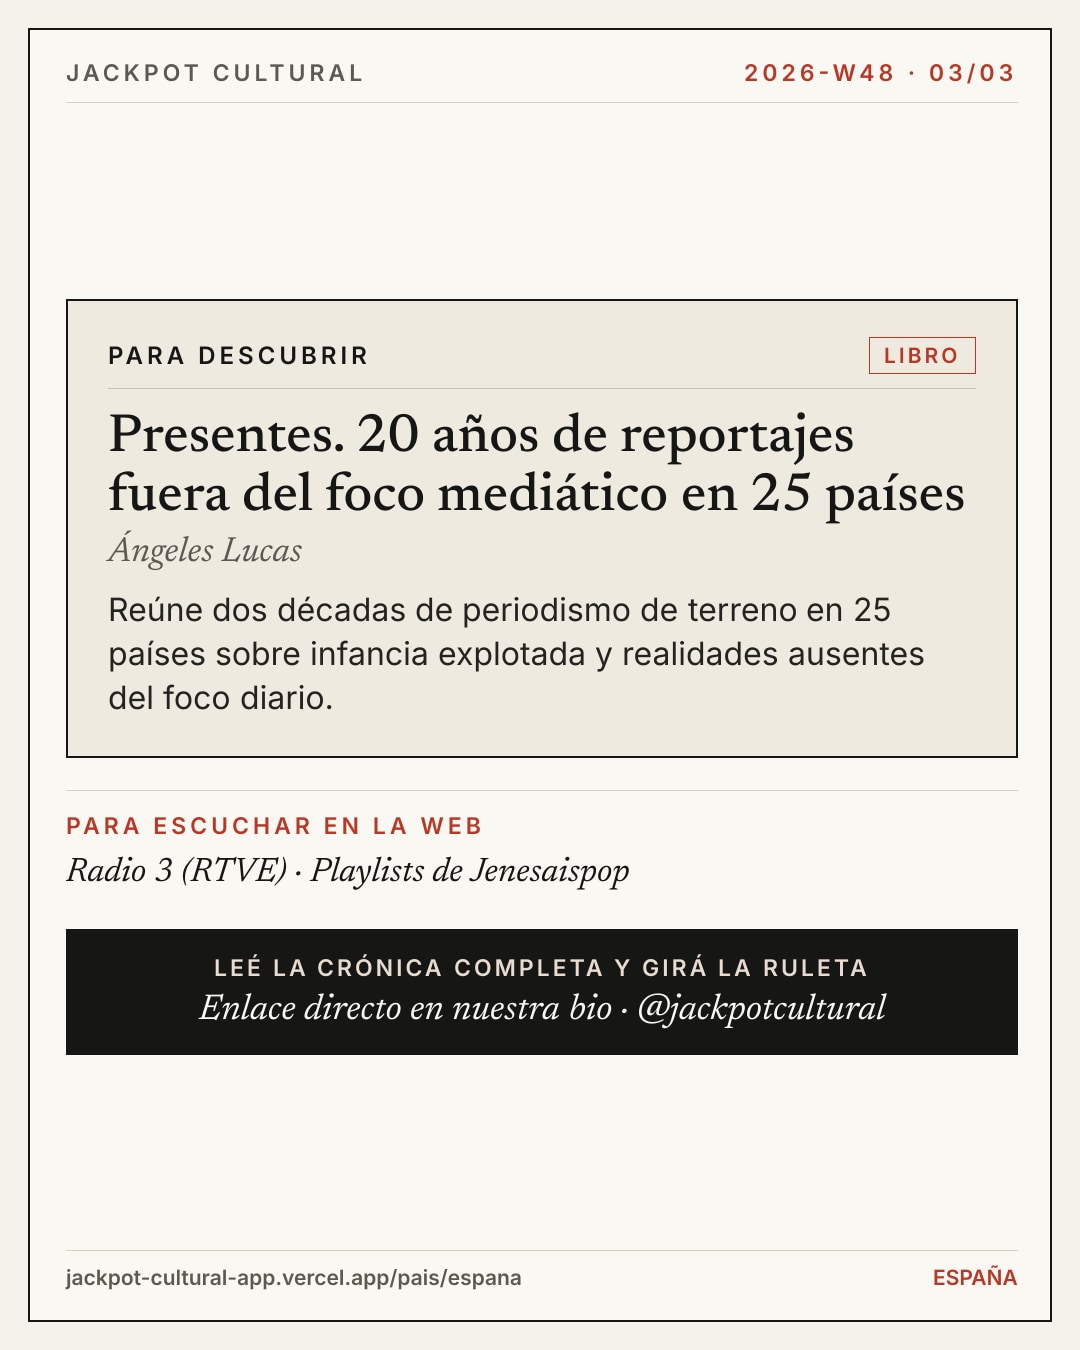 JACKPOT CULTURAL
2026-W48 · 03/03
PARA DESCUBRIR
LIBRO
Presentes. 20 años de reportajes
fuera del foco mediático en 25 países
Ángeles Lucas
Reúne dos décadas de periodismo de terreno en 25
países sobre infancia explotada y realidades ausentes
del foco diario.
PARA ESCUCHAR EN LA WEB
Radio 3 (RTVE) · Playlists de Jenesaispop
LEÉ LA CRÓNICA COMPLETA Y GIRÁ LA RULETA
Enlace directo en nuestra bio · @jackpotcultural
jackpot-cultural-app.vercel.app/pais/espana
ESPAÑA